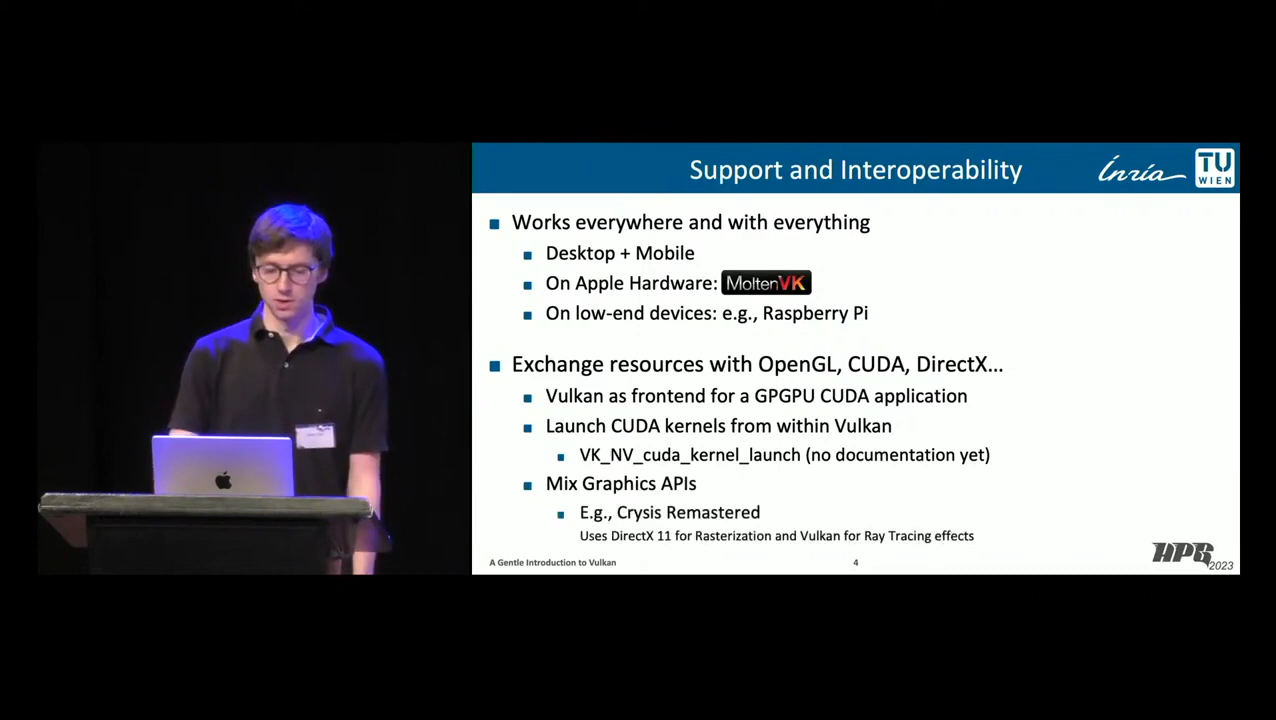 Support and Interoperability
Inria
TU
WIEN
Works everywhere and with everything
Desktop + Mobile
On Apple Hardware: MoltenVK
On low-end devices: e.g., Raspberry Pi
Exchange resources with OpenGL, CUDA, DirectX...
Vulkan as frontend for a GPGPU CUDA application
Launch CUDA kernels from within Vulkan
VK_NV_cuda_kernel_launch (no documentation yet)
Mix Graphics APIs
E.g., Crysis Remastered
Uses DirectX 11 for Rasterization and Vulkan for Ray Tracing effects
A Gentle Introduction to Vulkan
4
HPG
2023